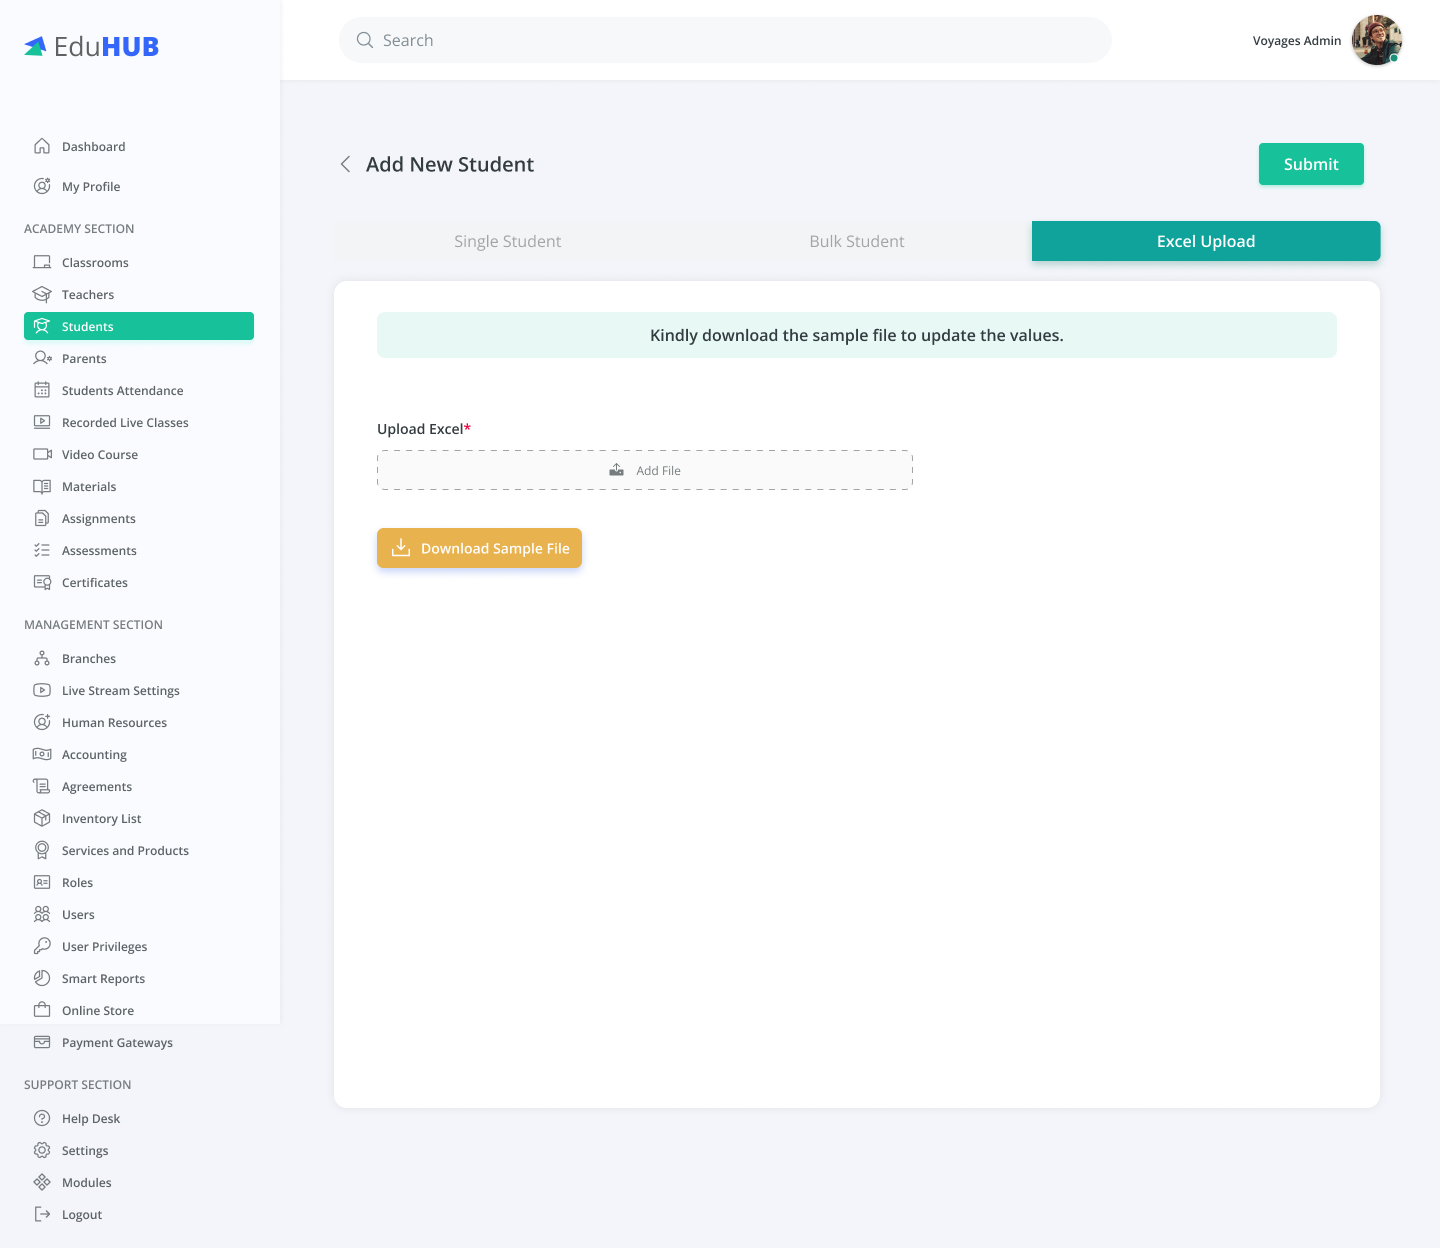 EduHUB
Search
Voyages Admin
Dashboard
My Profile
ACADEMY SECTION
Classrooms
Teachers
Students
Parents
Students Attendance
Recorded Live Classes
Video Course
Materials
Assignments
Assessments
Certificates
MANAGEMENT SECTION
Branches
Live Stream Settings
Human Resources
Accounting
Agreements
Inventory List
Services and Products
Roles
Users
User Privileges
Smart Reports
Online Store
Payment Gateways
SUPPORT SECTION
Help Desk
Settings
Modules
Logout
Add New Student
Submit
Single Student
Bulk Student
Excel Upload
Kindly download the sample file to update the values.
Upload Excel*
Add File
Download Sample File